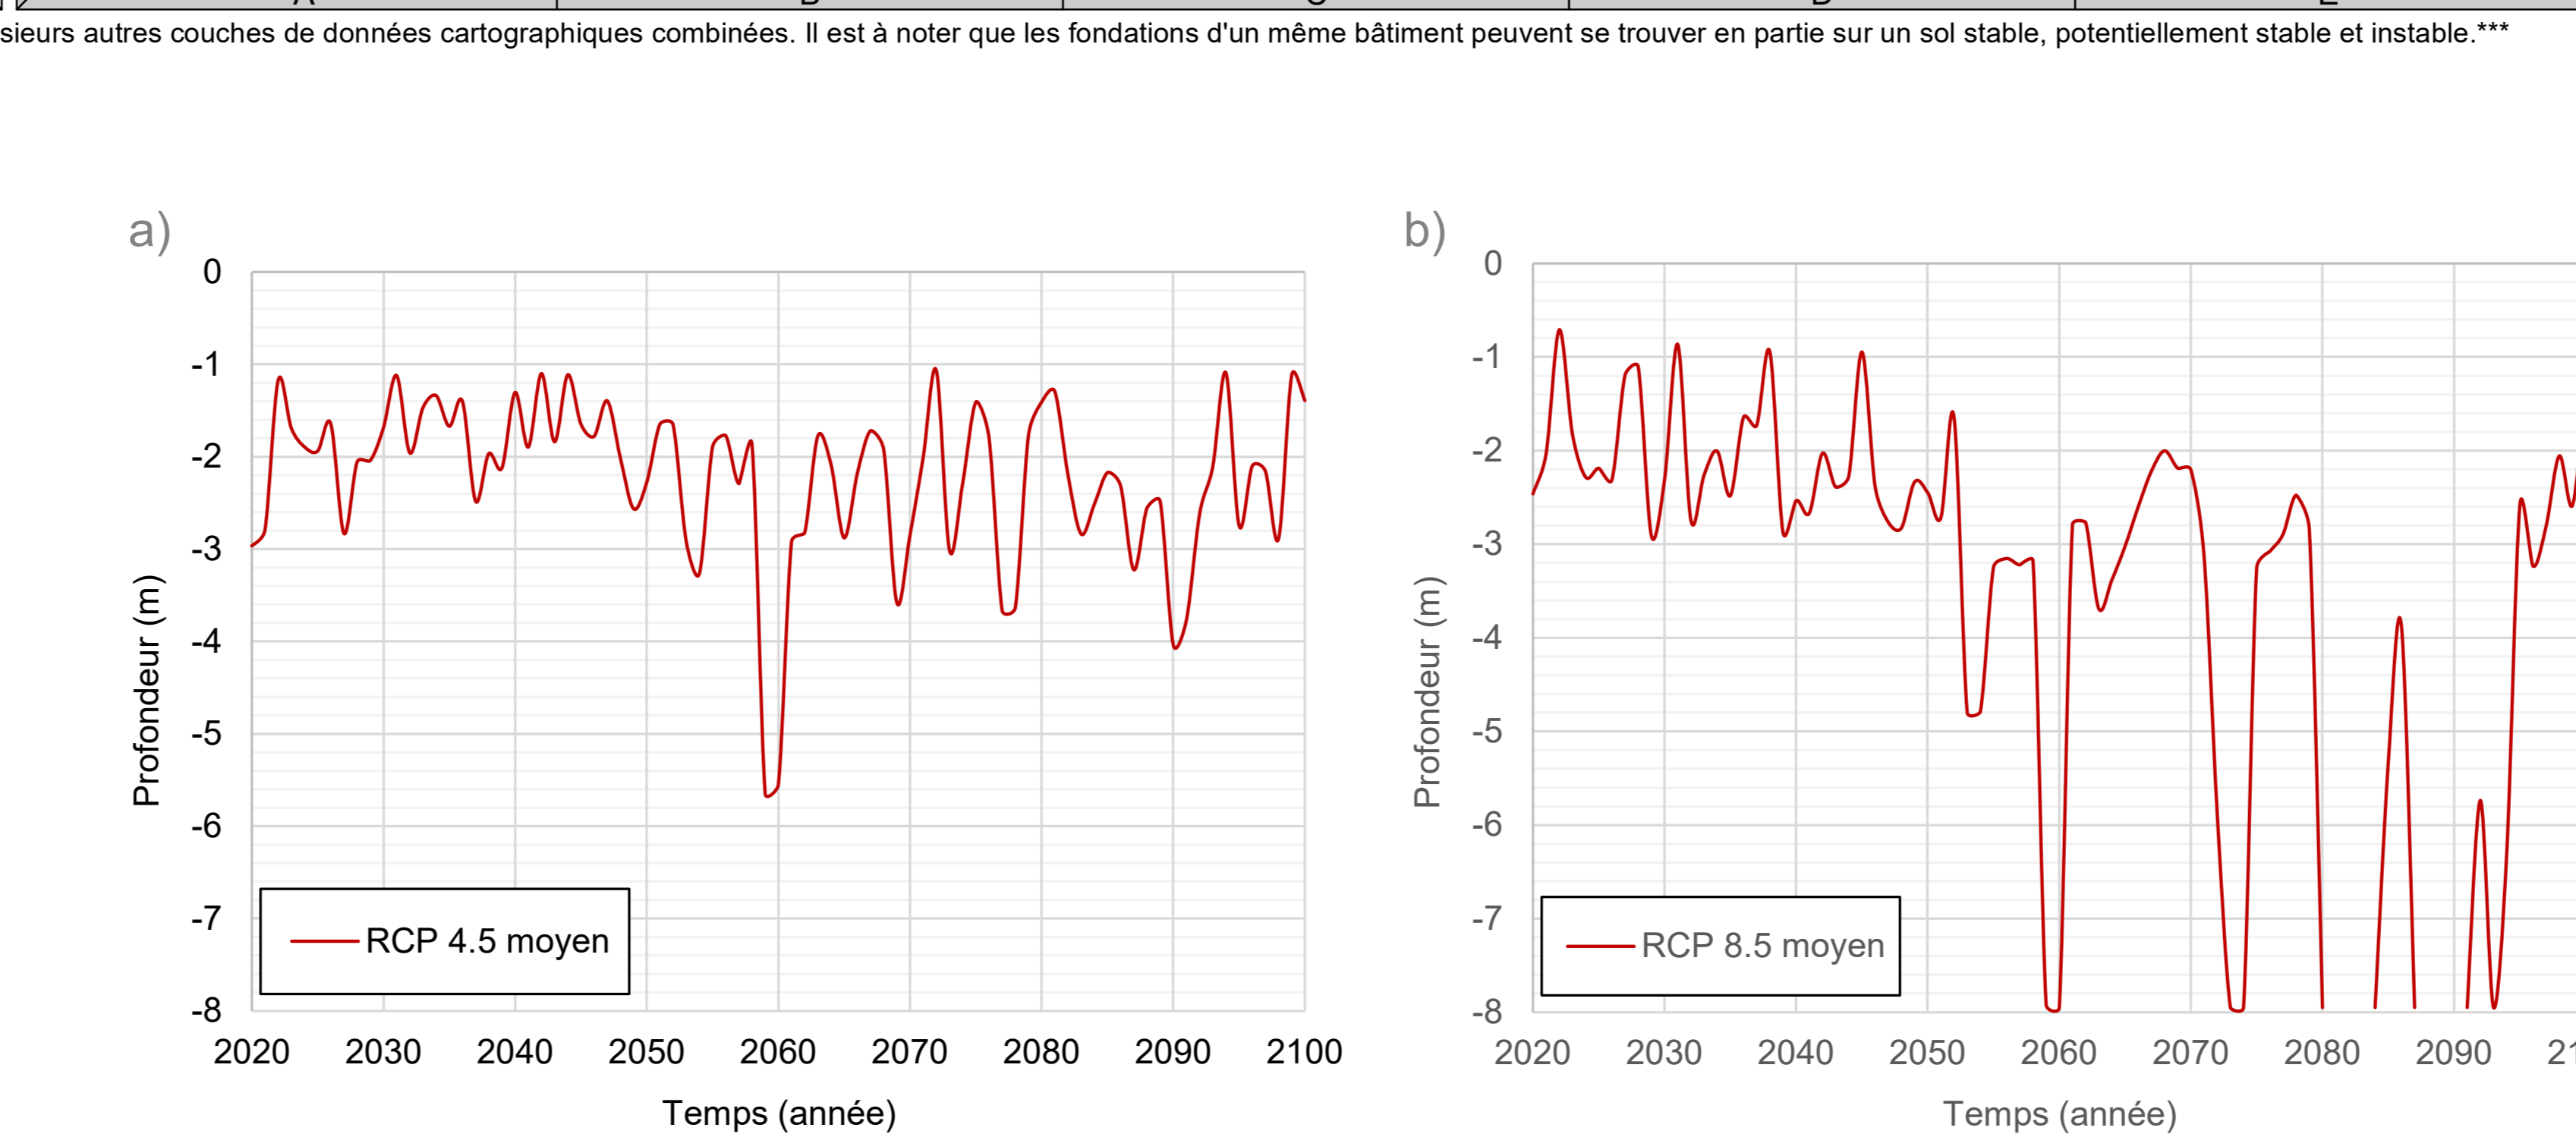 sieurs autres couches de données cartographiques combinées. Il est à noter que les fondations d'un même bâtiment peuvent se trouver en partie sur un sol stable, potentiellement stable et instable.***
a)
0
-1
-2
-3
-4
-5
-6
-7
-8
Profondeur (m)
RCP 4.5 moyen
2020 2030 2040 2050 2060 2070 2080 2090 2100
Temps (année)
b)
0
-1
-2
-3
-4
-5
-6
-7
-8
Profondeur (m)
RCP 8.5 moyen
2020 2030 2040 2050 2060 2070 2080 2090
Temps (année)